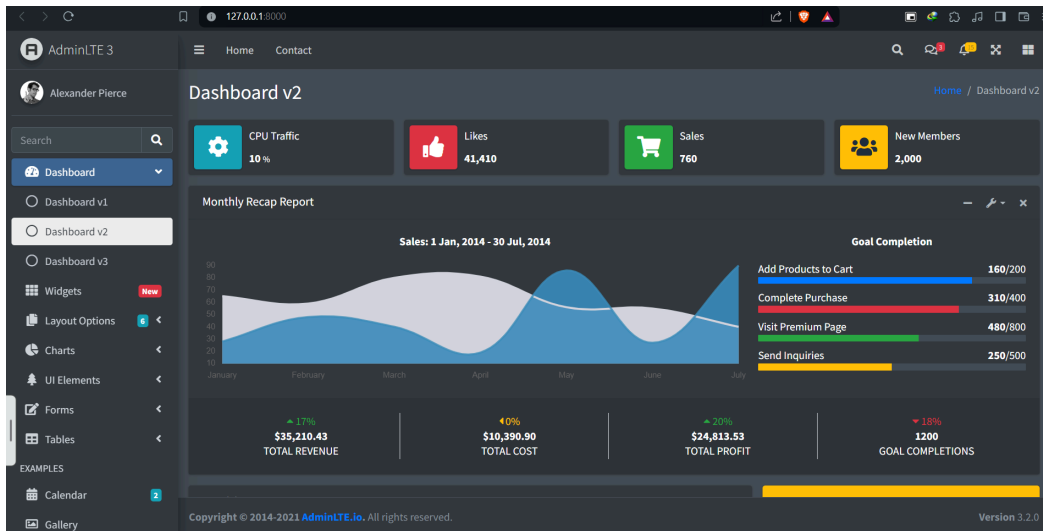 127.0.0.1:8000
AdminLTE 3
Home Contact
3
Alexander Pierce
Dashboard v2
Home / Dashboard v2
Search
Dashboard
Dashboard v1
Dashboard v2
Dashboard v3
Widgets New
Layout Options 6
Charts
UI Elements
Forms
Tables
EXAMPLES
Calendar 2
Gallery
CPU Traffic
10 %
Likes
41,410
Sales
760
New Members
2,000
Monthly Recap Report
Sales: 1 Jan, 2014 - 30 Jul, 2014
90
80
70
60
50
40
30
20
10
January February March April May June July
Goal Completion
Add Products to Cart 160/200
Complete Purchase 310/400
Visit Premium Page 480/800
Send Inquiries 250/500
17%
$35,210.43
TOTAL REVENUE
0%
$10,390.90
TOTAL COST
20%
$24,813.53
TOTAL PROFIT
18%
1200
GOAL COMPLETIONS
Copyright © 2014-2021 AdminLTE.io. All rights reserved.
Version 3.2.0